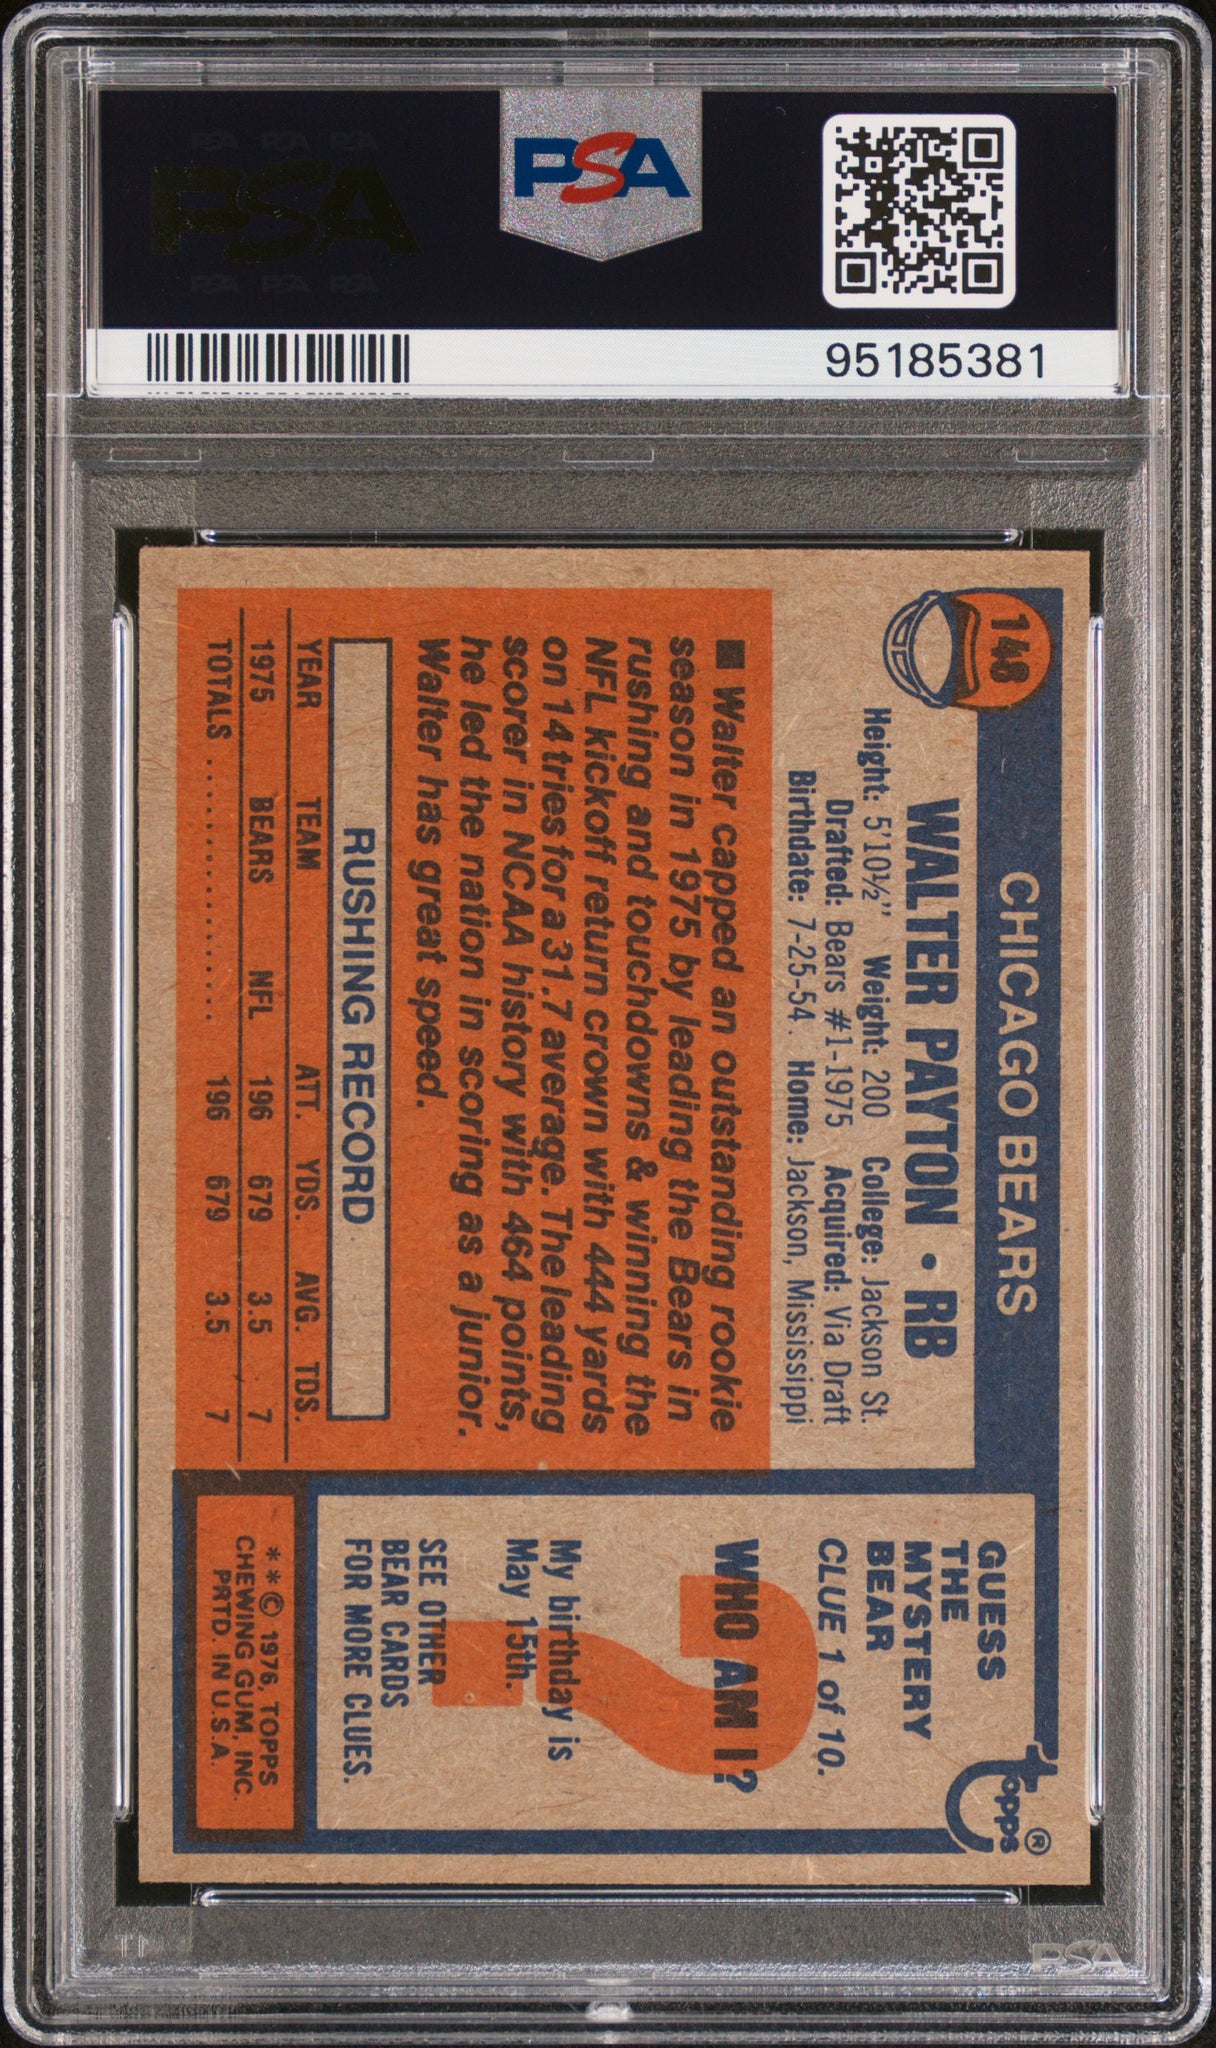 PSA PSA PSA
PSA
PSA PSA PSA
PSA
95185381
148
CHICAGO BEARS
WALTER PAYTON • RB
Height: 5'10½" Weight: 200 College: Jackson St.
Drafted: Bears #1-1975 Acquired: Via Draft
Birthdate: 7-25-54. Home: Jackson, Mississippi
■ Walter capped an outstanding rookie
season in 1975 by leading the Bears in
rushing and touchdowns & winning the
NFL kickoff return crown with 444 yards
on 14 tries for a 31.7 average. The leading
scorer in NCAA history with 464 points,
he led the nation in scoring as a junior.
Walter has great speed.
RUSHING RECORD
YEAR TEAM ATT. YDS. AVG. TDS.
1975 BEARS NFL 196 679 3.5 7
TOTALS .................... 196 679 3.5 7
topps®
GUESS
THE
MYSTERY
BEAR
CLUE 1 of 10.
WHO AM I?
?
My birthday is
May 15th.
SEE OTHER
BEAR CARDS
FOR MORE CLUES.
**© 1976, TOPPS
CHEWING GUM, INC.
PRTD. IN U.S.A.
PSA